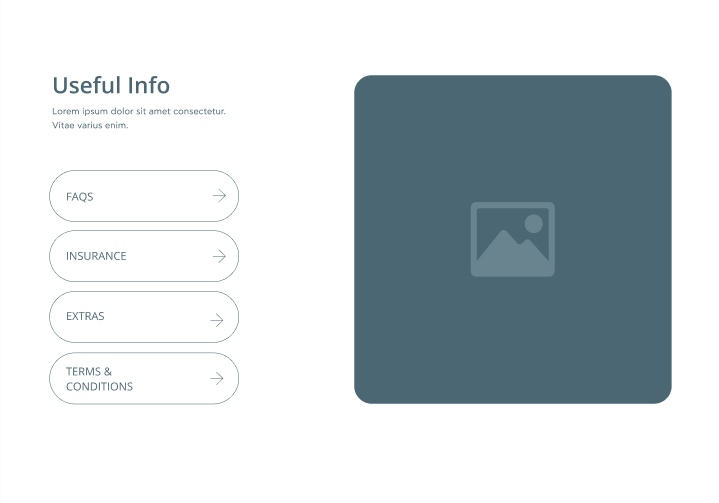 Useful Info
Lorem ipsum dolor sit amet consectetur.
Vitae varius enim.
FAQS
INSURANCE
EXTRAS
TERMS &
CONDITIONS